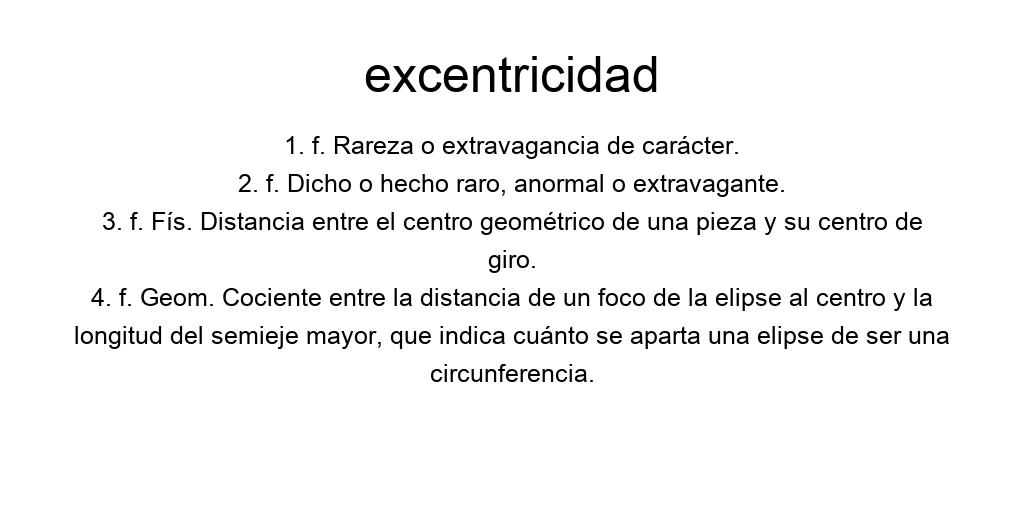 excentricidad
1. f. Rareza o extravagancia de carácter.
2. f. Dicho o hecho raro, anormal o extravagante.
3. f. Fís. Distancia entre el centro geométrico de una pieza y su centro de
giro.
4. f. Geom. Cociente entre la distancia de un foco de la elipse al centro y la
longitud del semieje mayor, que indica cuánto se aparta una elipse de ser una
circunferencia.